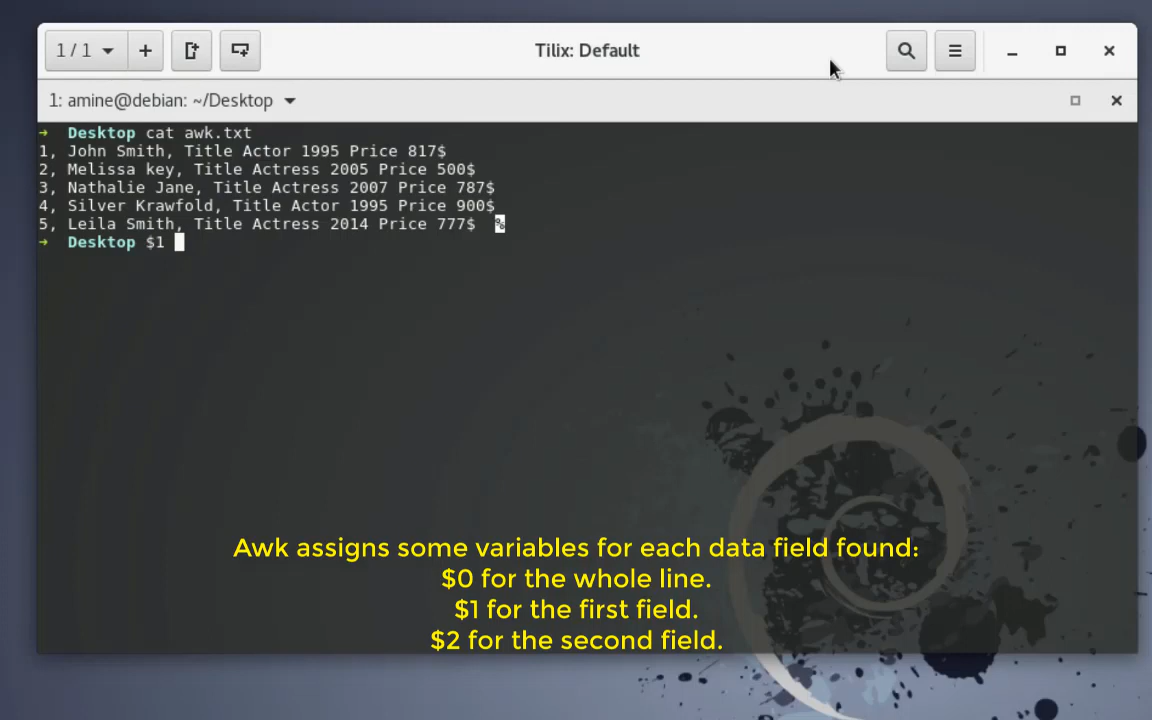 1 / 1
Tilix: Default
1: amine@debian: ~/Desktop
→ Desktop cat awk.txt
1, John Smith, Title Actor 1995 Price 817$
2, Melissa key, Title Actress 2005 Price 500$
3, Nathalie Jane, Title Actress 2007 Price 787$
4, Silver Krawfold, Title Actor 1995 Price 900$
5, Leila Smith, Title Actress 2014 Price 777$ %
→ Desktop $1
Awk assigns some variables for each data field found:
$0 for the whole line.
$1 for the first field.
$2 for the second field.